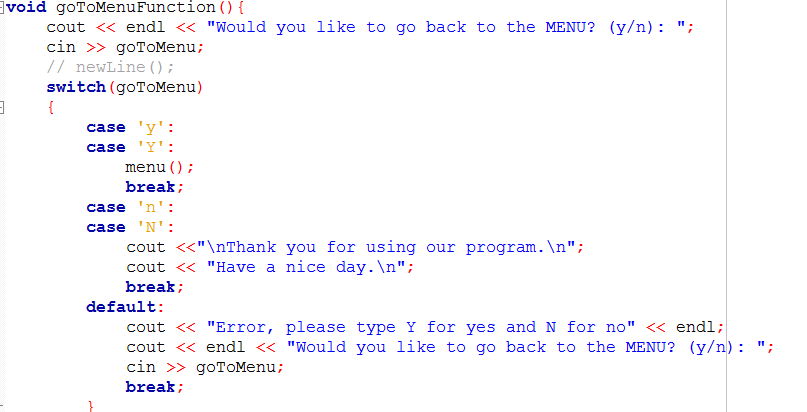 void goToMenuFunction(){
    cout << endl << "Would you like to go back to the MENU? (y/n): ";
    cin >> goToMenu;
    // newLine();
    switch(goToMenu)
    {
        case 'y':
        case 'Y':
            menu();
            break;
        case 'n':
        case 'N':
            cout <<"\nThank you for using our program.\n";
            cout << "Have a nice day.\n";
            break;
        default:
            cout << "Error, please type Y for yes and N for no" << endl;
            cout << endl << "Would you like to go back to the MENU? (y/n): ";
            cin >> goToMenu;
            break;
        }